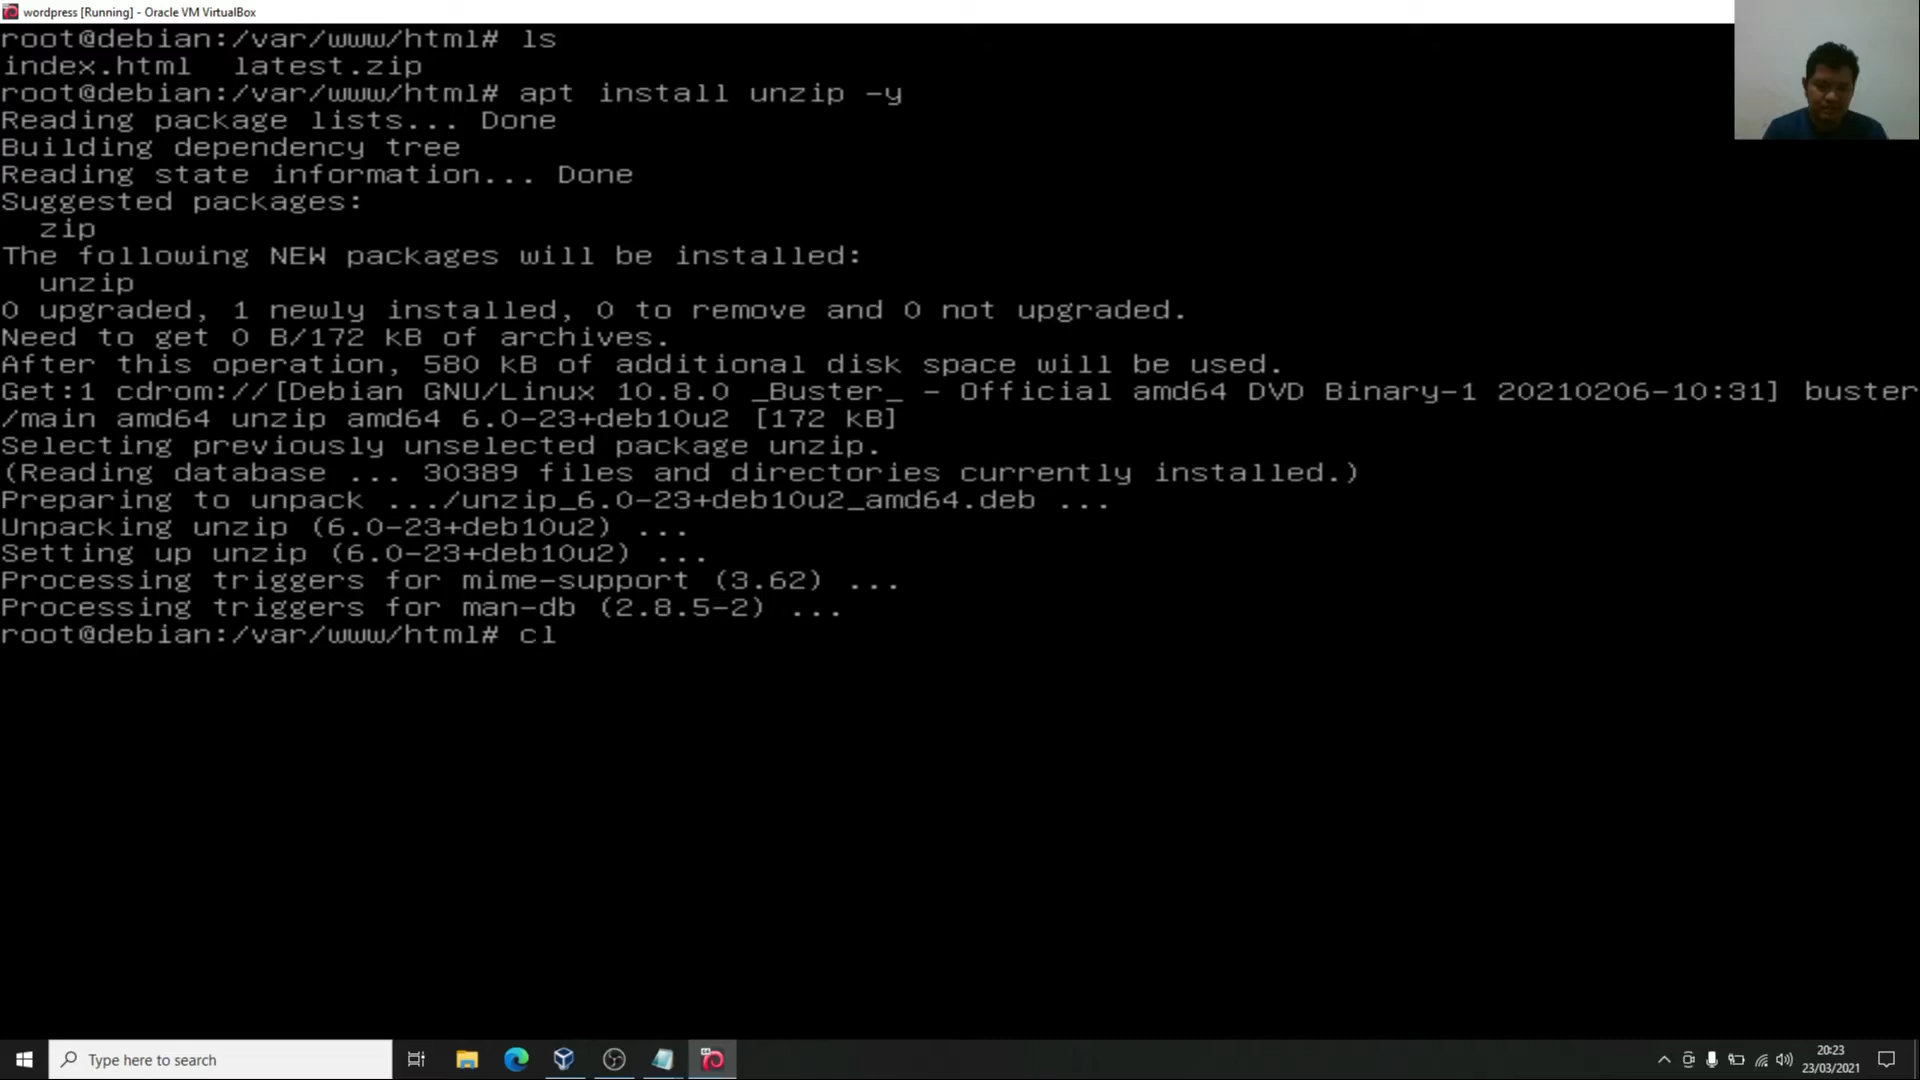 wordpress [Running] - Oracle VM VirtualBox
root@debian:/var/www/html# ls
index.html  latest.zip
root@debian:/var/www/html# apt install unzip -y
Reading package lists... Done
Building dependency tree
Reading state information... Done
Suggested packages:
  zip
The following NEW packages will be installed:
  unzip
0 upgraded, 1 newly installed, 0 to remove and 0 not upgraded.
Need to get 0 B/172 kB of archives.
After this operation, 580 kB of additional disk space will be used.
Get:1 cdrom://[Debian GNU/Linux 10.8.0 _Buster_ - Official amd64 DVD Binary-1 20210206-10:31] buster
/main amd64 unzip amd64 6.0-23+deb10u2 [172 kB]
Selecting previously unselected package unzip.
(Reading database ... 30389 files and directories currently installed.)
Preparing to unpack .../unzip_6.0-23+deb10u2_amd64.deb ...
Unpacking unzip (6.0-23+deb10u2) ...
Setting up unzip (6.0-23+deb10u2) ...
Processing triggers for mime-support (3.62) ...
Processing triggers for man-db (2.8.5-2) ...
root@debian:/var/www/html# cl
Type here to search
20:23
23/03/2021